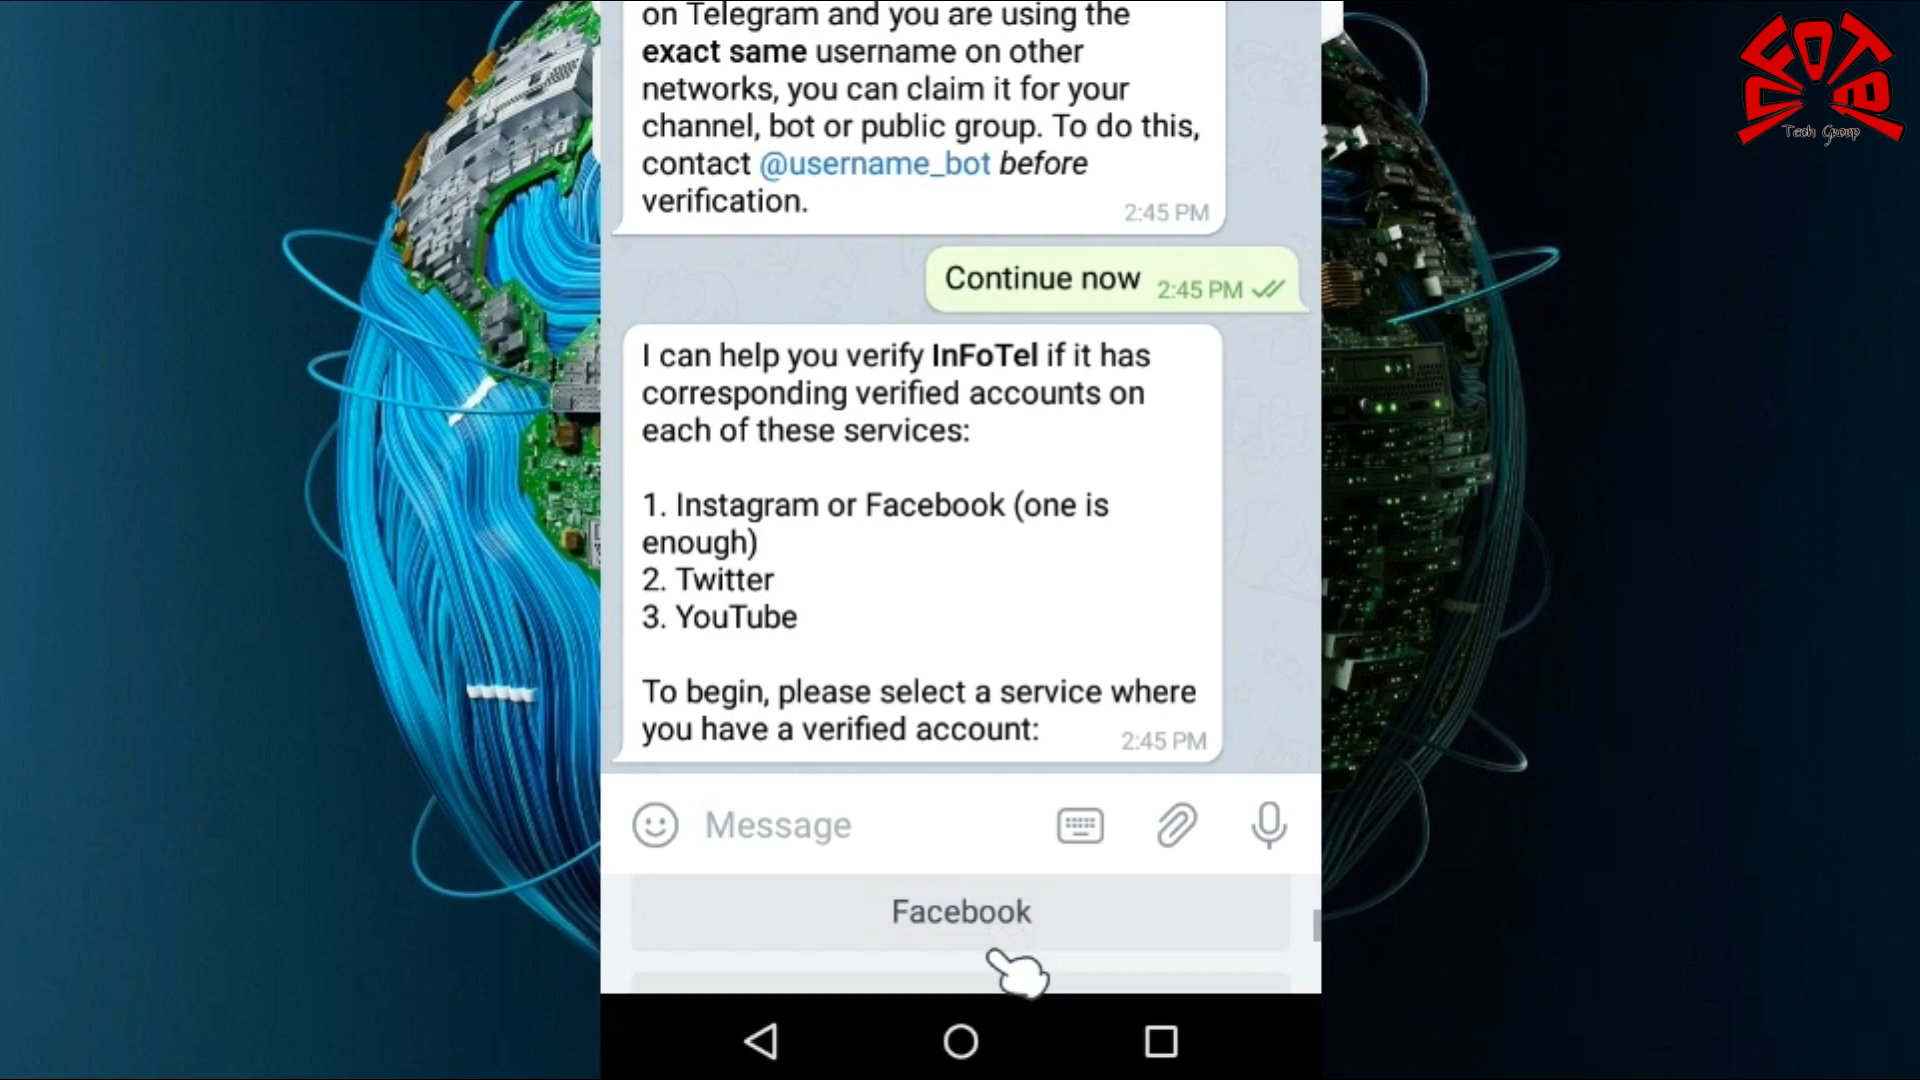 on Telegram and you are using the
exact same username on other
networks, you can claim it for your
channel, bot or public group. To do this,
contact @username_bot before
verification.
2:45 PM
Continue now 2:45 PM
I can help you verify InFoTel if it has
corresponding verified accounts on
each of these services:
1. Instagram or Facebook (one is
enough)
2. Twitter
3. YouTube
To begin, please select a service where
you have a verified account:
2:45 PM
Message
Facebook
Tech Group